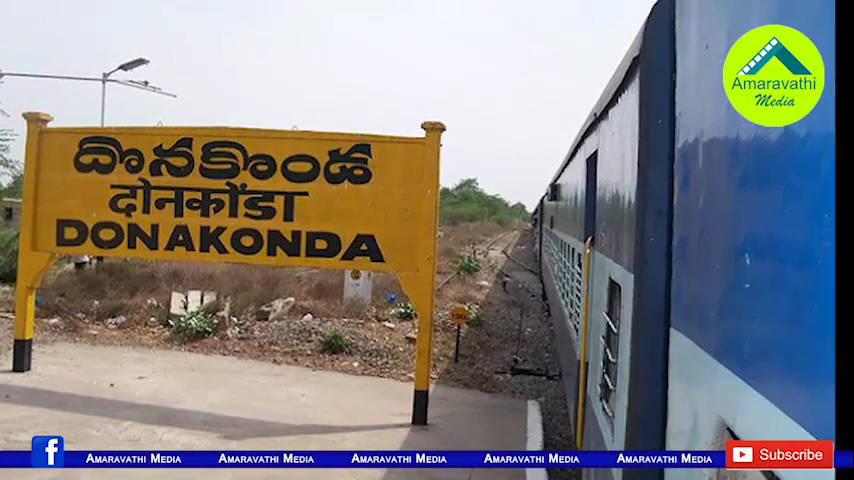 Amaravathi
Media
దొనకొండ
दोनकोंडा
DONAKONDA
f Amaravathi Media Amaravathi Media Amaravathi Media Amaravathi Media Amaravathi Media Subscribe